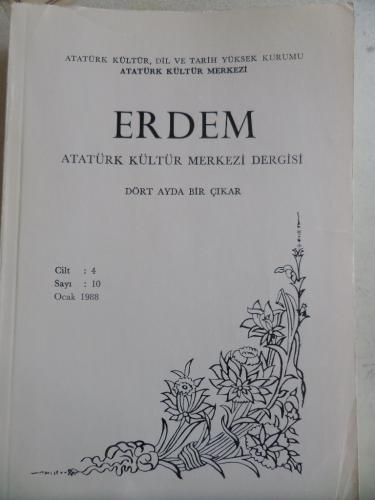 ATATÜRK KÜLTÜR, DİL VE TARİH YÜKSEK KURUMU
ATATÜRK KÜLTÜR MERKEZİ
ERDEM
ATATÜRK KÜLTÜR MERKEZİ DERGİSİ
DÖRT AYDA BİR ÇIKAR
Cilt : 4
Sayı : 10
Ocak 1988